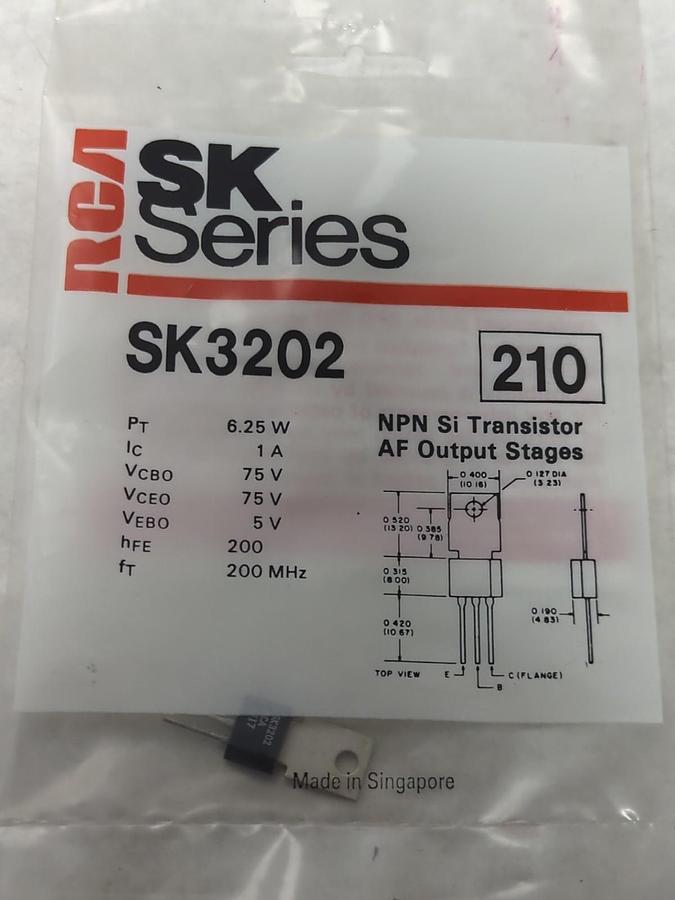 RCA
SK
Series
SK3202
210
PT 6.25 W
IC 1 A
VCBO 75 V
VCEO 75 V
VEBO 5 V
hFE 200
fT 200 MHz
NPN Si Transistor
AF Output Stages
0.400
(10.16)
0.127 DIA
(3.23)
0.520
(13.20)
0.385
(9.78)
0.315
(8.00)
0.420
(10.67)
0.190
(4.83)
TOP VIEW E C (FLANGE)
B
SK3202
Made in Singapore